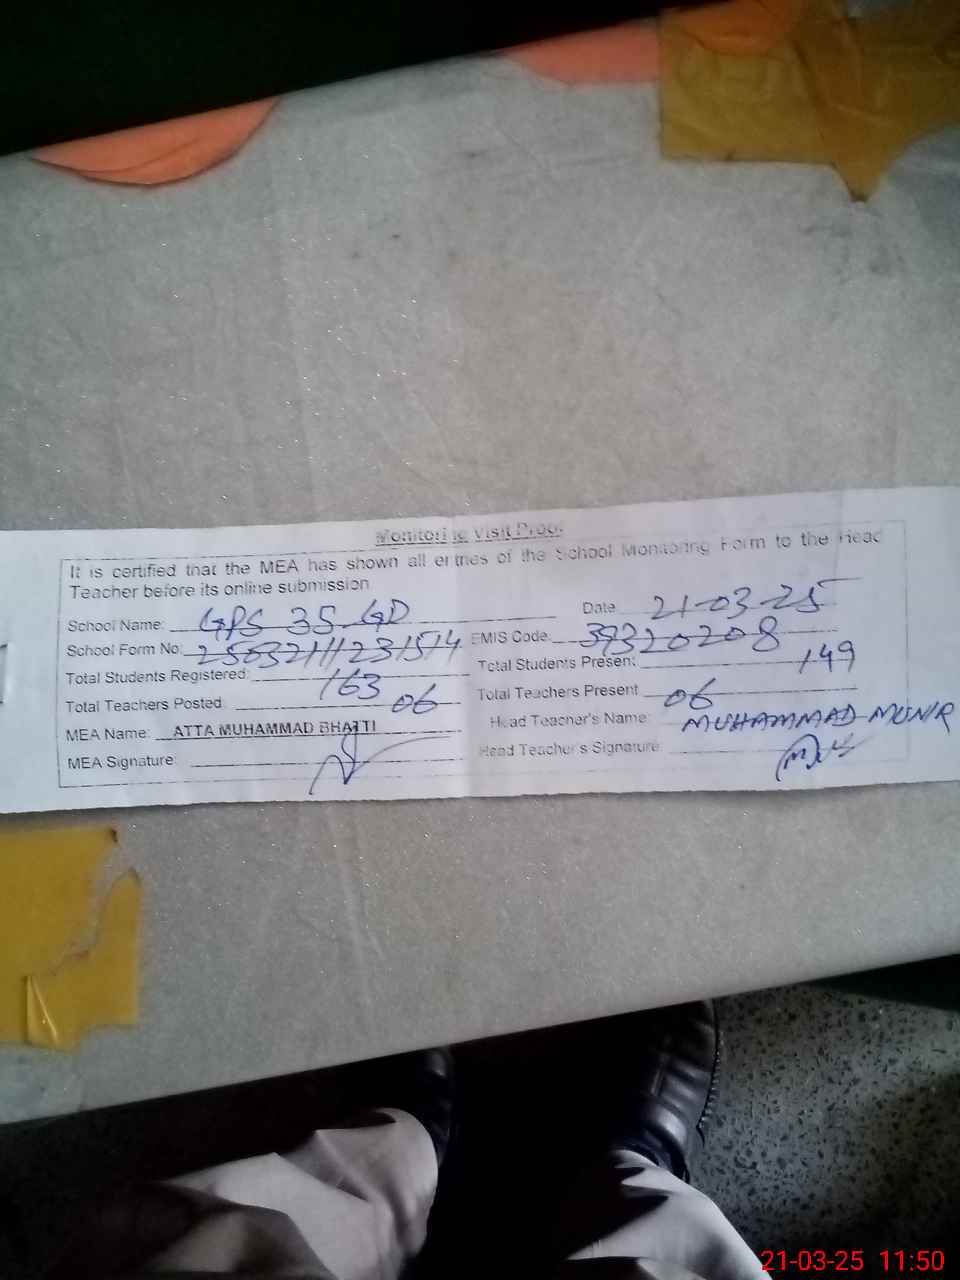 Monitoring Visit Proof
It is certified that the MEA has shown all entries of the School Monitoring Form to the Head
Teacher before its online submission.
School Name: GPS 35 GD Date 21-03-25
School Form No: 250321111231514 EMIS Code 39320208
Total Students Registered: 163 Total Students Present 149
Total Teachers Posted: 06 Total Teachers Present 06
MEA Name: ATTA MUHAMMAD BHATTI Head Teacher's Name: MUHAMMAD MUNIR
MEA Signature: Head Teacher's Signature:
21-03-25 11:50